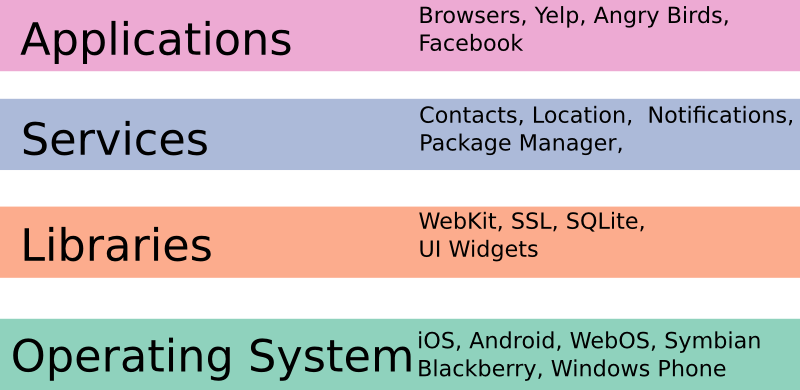 Applications
Browsers, Yelp, Angry Birds,
Facebook
Services
Contacts, Location,  Notifications,
Package Manager,
Libraries
WebKit, SSL, SQLite,
UI Widgets
Operating System
iOS, Android, WebOS, Symbian
Blackberry, Windows Phone